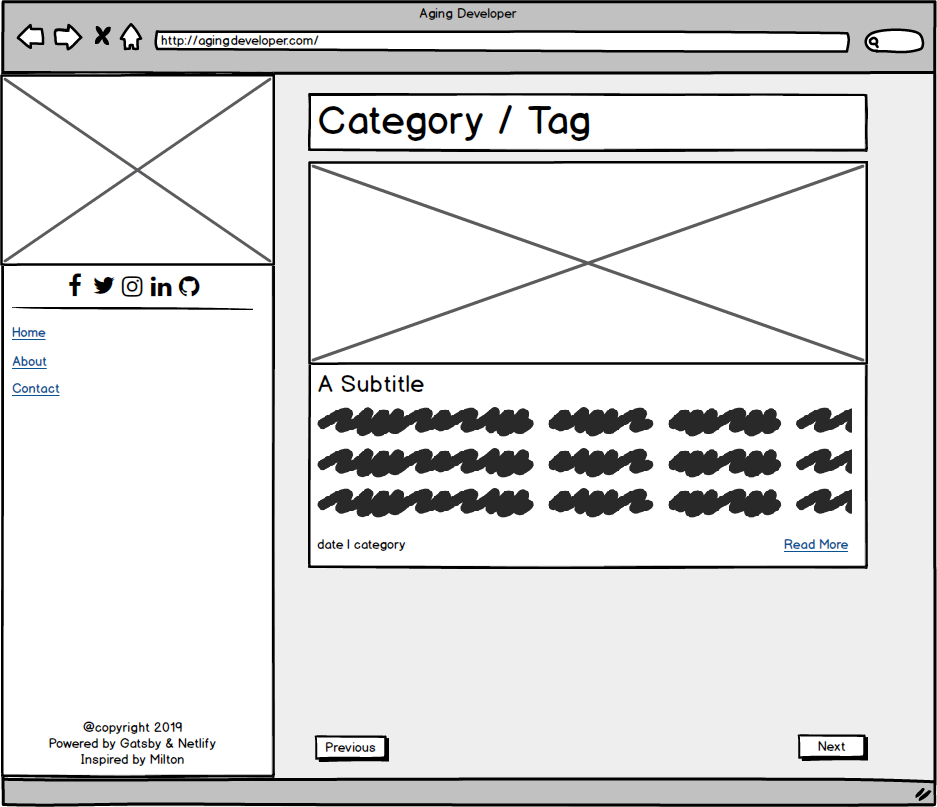 Aging Developer
http://agingdeveloper.com/
Category / Tag
Home
About
Contact
A Subtitle
date | category
Read More
@copyright 2019
Powered by Gatsby & Netlify
Inspired by Milton
Previous
Next